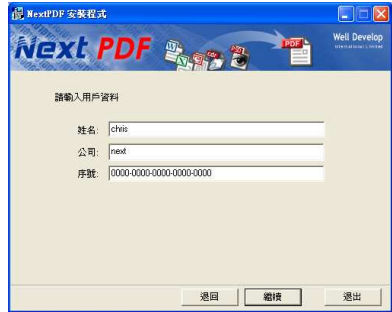 NextPDF 安裝程式
Next PDF
PDF
Well Develop
請輸入用戶資料
姓名: chris
公司: next
序號: 0000-0000-0000-0000-0000
退回
繼續
退出